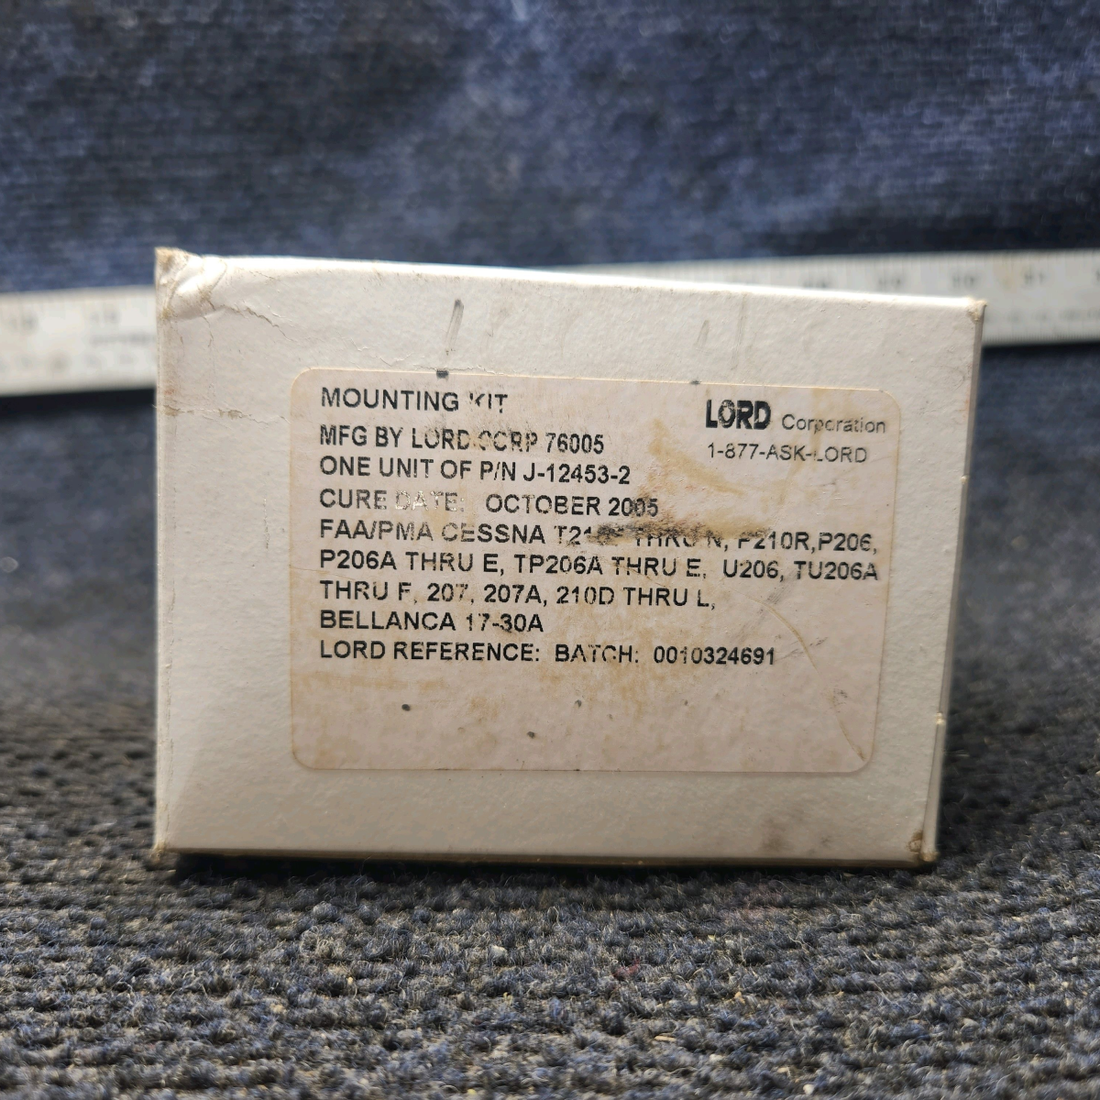 MOUNTING KIT
LORD Corporation
1-877-ASK-LORD
MFG BY LORD CORP 76005
ONE UNIT OF P/N J-12453-2
CURE DATE: OCTOBER 2005
FAA/PMA CESSNA THRU N, P210R,P206,
P206A THRU E, TP206A THRU E, U206, TU206A
THRU F, 207, 207A, 210D THRU L,
BELLANCA 17-30A
LORD REFERENCE: BATCH: 0010324691